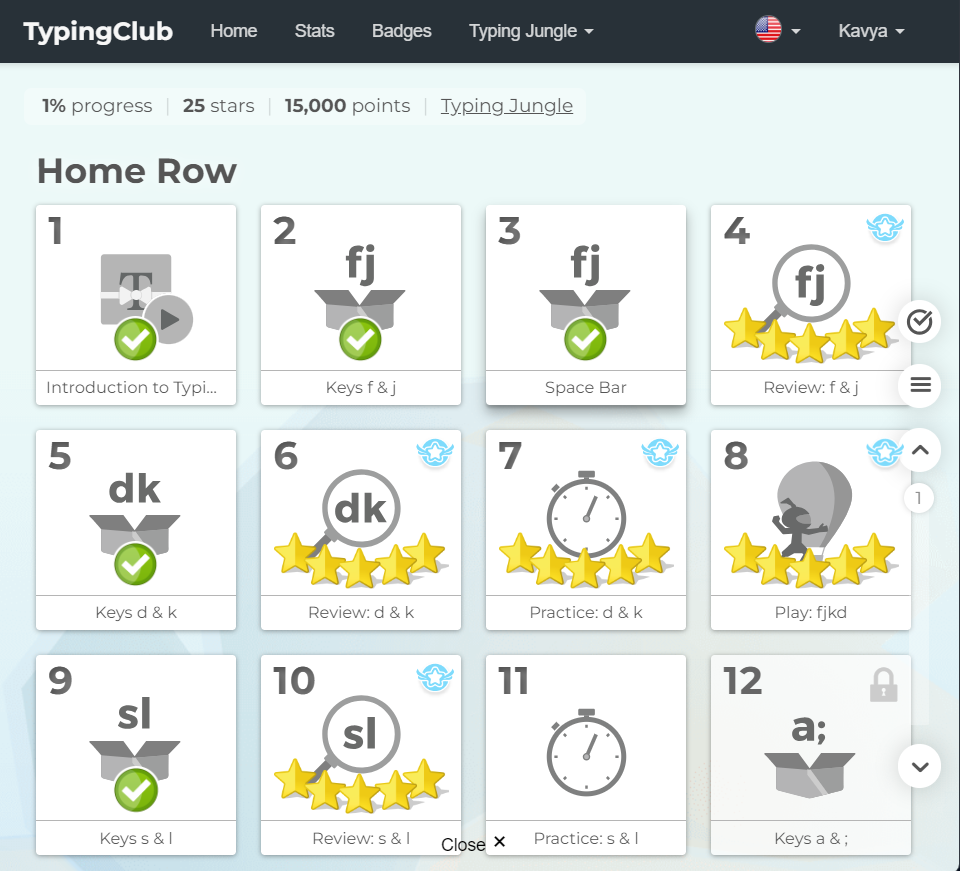 TypingClub Home Stats Badges Typing Jungle Kavya
1% progress 25 stars 15,000 points Typing Jungle
Home Row
1
T
Introduction to Typi...
2
fj
Keys f & j
3
fj
Space Bar
4
fj
Review: f & j
5
dk
Keys d & k
6
dk
Review: d & k
7
Practice: d & k
8
Play: fjkd
1
9
sl
Keys s & l
10
sl
Review: s & l
11
Practice: s & l
12
a;
Keys a & ;
Close ×